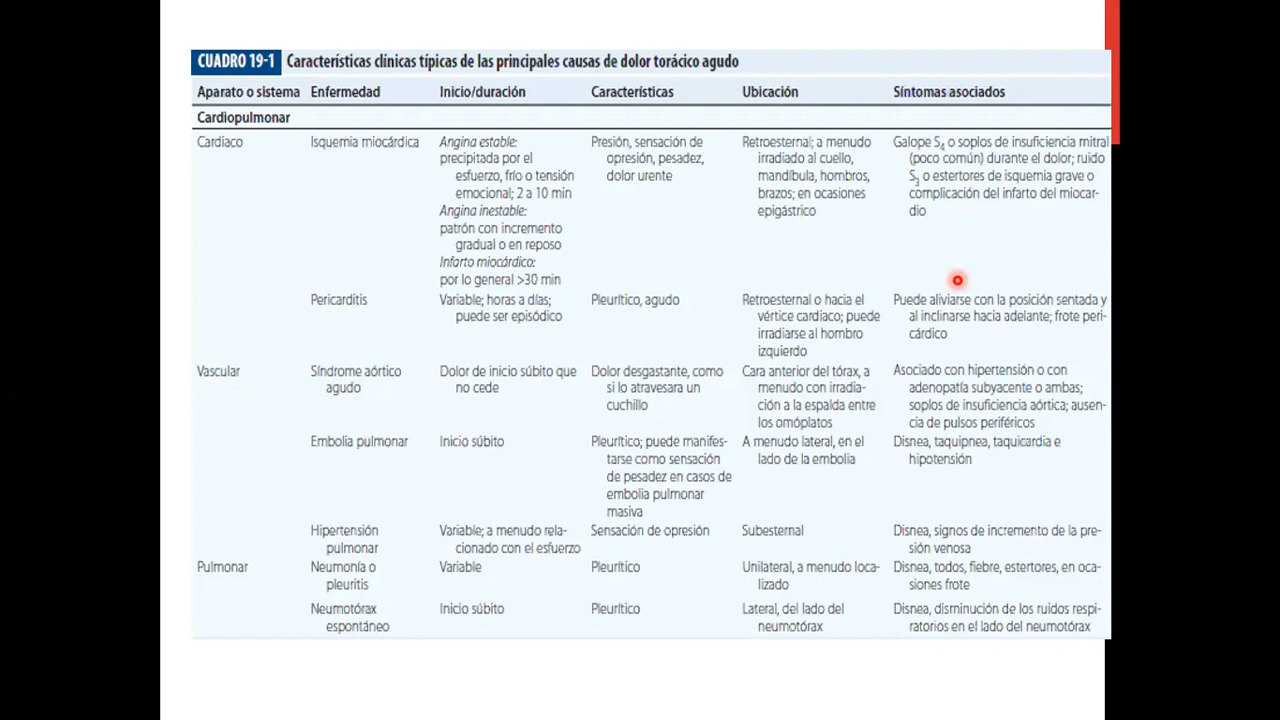 CUADRO 19-1 Características clínicas típicas de las principales causas de dolor torácico agudo
Aparato o sistema Enfermedad Inicio/duración Características Ubicación Síntomas asociados
Cardiopulmonar
Cardiaco Isquemia miocárdica Angina estable: Presión, sensación de Retroesternal; a menudo Galope S4 o soplos de insuficiencia mitral
precipitada por el opresión, pesadez, irradiado al cuello, (poco común) durante el dolor; ruido
esfuerzo, frío o tensión dolor urente mandíbula, hombros, S3 o estertores de isquemia grave o
emocional; 2 a 10 min brazos; en ocasiones complicación del infarto del miocar-
Angina inestable: epigástrico dio
patrón con incremento
gradual o en reposo
Infarto miocárdico:
por lo general >30 min
Pericarditis Variable; horas a días; Pleurítico, agudo Retroesternal o hacia el Puede aliviarse con la posición sentada y
puede ser episódico vértice cardiaco; puede al inclinarse hacia adelante; frote peri-
irradiarse al hombro cárdico
izquierdo
Vascular Síndrome aórtico Dolor de inicio súbito que Dolor desgastante, como Cara anterior del tórax, a Asociado con hipertensión o con
agudo no cede si lo atravesara un menudo con irradia- adenopatía subyacente o ambas;
cuchillo ción a la espalda entre soplos de insuficiencia aórtica; ausen-
los omóplatos cia de pulsos periféricos
Embolia pulmonar Inicio súbito Pleurítico; puede manifes- A menudo lateral, en el Disnea, taquipnea, taquicardia e
tarse como sensación lado de la embolia hipotensión
de pesadez en casos de
embolia pulmonar
masiva
Hipertensión Variable; a menudo rela- Sensación de opresión Subesternal Disnea, signos de incremento de la pre-
pulmonar cionado con el esfuerzo sión venosa
Pulmonar Neumonía o Variable Pleurítico Unilateral, a menudo loca- Disnea, todos, fiebre, estertores, en oca-
pleuritis lizado siones frote
Neumotórax Inicio súbito Pleurítico Lateral, del lado del Disnea, disminución de los ruidos respi-
espontáneo neumotórax ratorios en el lado del neumotórax